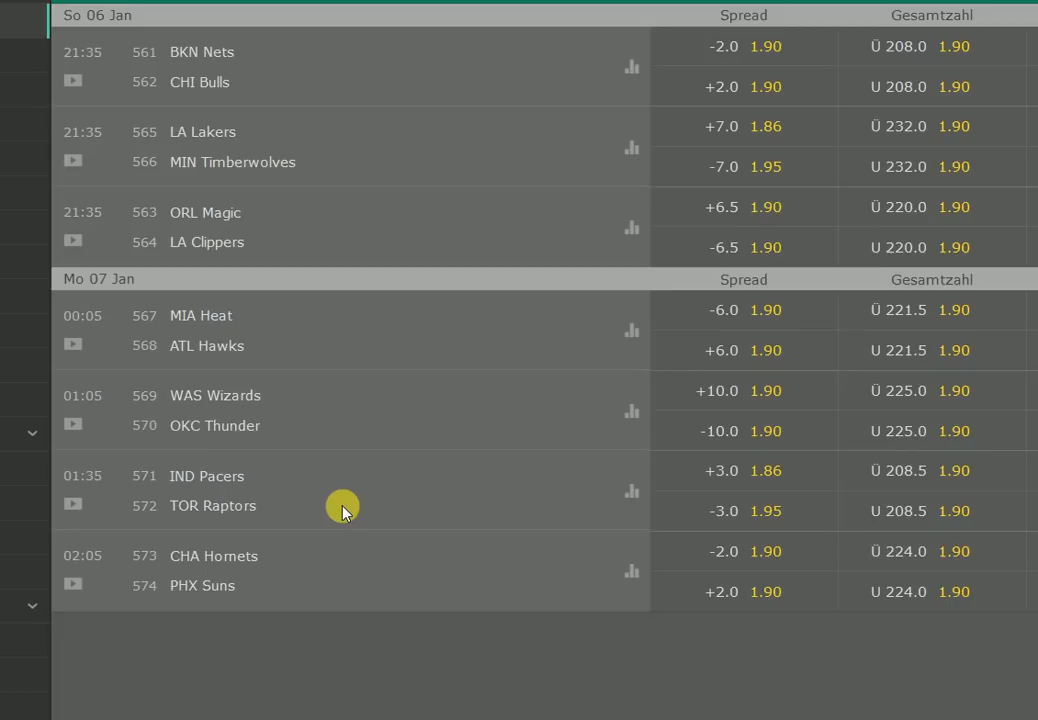 So 06 Jan Spread Gesamtzahl
21:35 561 BKN Nets -2.0 1.90 Ü 208.0 1.90
562 CHI Bulls +2.0 1.90 U 208.0 1.90
21:35 565 LA Lakers +7.0 1.86 Ü 232.0 1.90
566 MIN Timberwolves -7.0 1.95 U 232.0 1.90
21:35 563 ORL Magic +6.5 1.90 Ü 220.0 1.90
564 LA Clippers -6.5 1.90 U 220.0 1.90
Mo 07 Jan Spread Gesamtzahl
00:05 567 MIA Heat -6.0 1.90 Ü 221.5 1.90
568 ATL Hawks +6.0 1.90 U 221.5 1.90
01:05 569 WAS Wizards +10.0 1.90 Ü 225.0 1.90
570 OKC Thunder -10.0 1.90 U 225.0 1.90
01:35 571 IND Pacers +3.0 1.86 Ü 208.5 1.90
572 TOR Raptors -3.0 1.95 U 208.5 1.90
02:05 573 CHA Hornets -2.0 1.90 Ü 224.0 1.90
574 PHX Suns +2.0 1.90 U 224.0 1.90